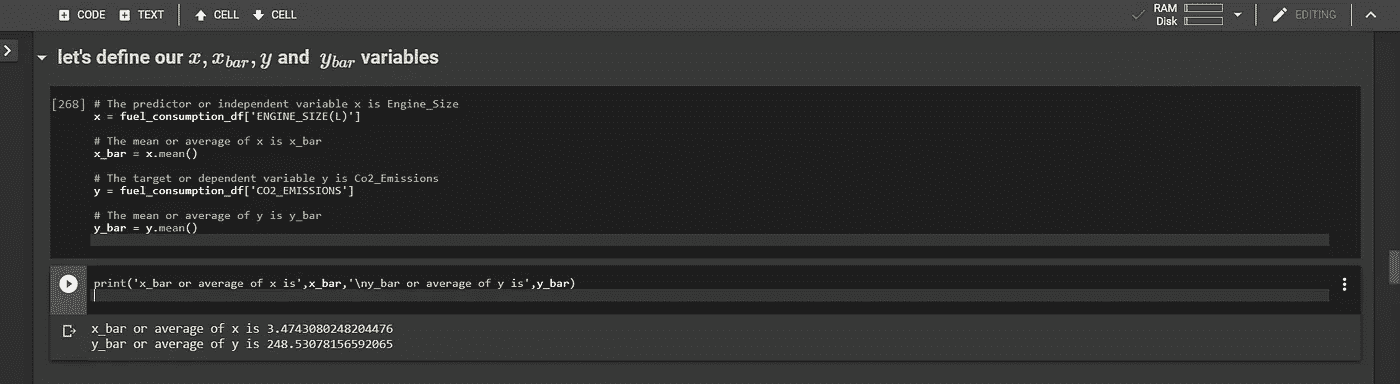 CODE TEXT CELL CELL RAM Disk EDITING
let's define our x, x_bar, y and y_bar variables
[268] # The predictor or independent variable x is Engine_Size
x = fuel_consumption_df['ENGINE_SIZE(L)']
# The mean or average of x is x_bar
x_bar = x.mean()
# The target or dependent variable y is Co2_Emissions
y = fuel_consumption_df['CO2_EMISSIONS']
# The mean or average of y is y_bar
y_bar = y.mean()
print('x_bar or average of x is',x_bar,'\ny_bar or average of y is',y_bar)
x_bar or average of x is 3.4743080248204476
y_bar or average of y is 248.53078156592065